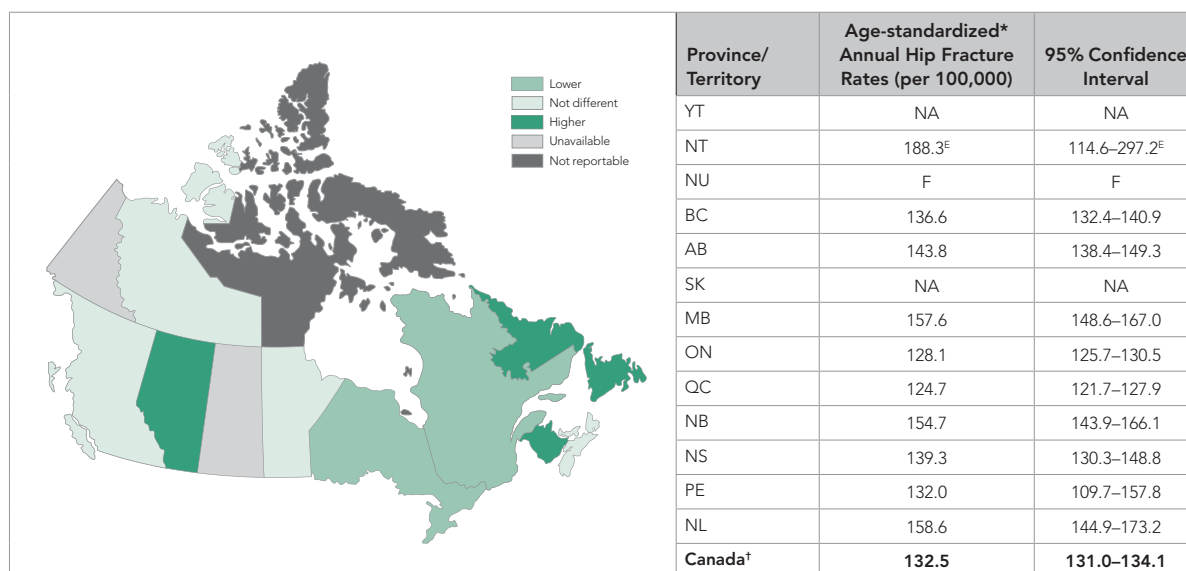 Lower
Not different
Higher
Unavailable
Not reportable
Province/ Territory | Age-standardized* Annual Hip Fracture Rates (per 100,000) | 95% Confidence Interval
YT | NA | NA
NT | 188.3ᴱ | 114.6–297.2ᴱ
NU | F | F
BC | 136.6 | 132.4–140.9
AB | 143.8 | 138.4–149.3
SK | NA | NA
MB | 157.6 | 148.6–167.0
ON | 128.1 | 125.7–130.5
QC | 124.7 | 121.7–127.9
NB | 154.7 | 143.9–166.1
NS | 139.3 | 130.3–148.8
PE | 132.0 | 109.7–157.8
NL | 158.6 | 144.9–173.2
Canada† | 132.5 | 131.0–134.1